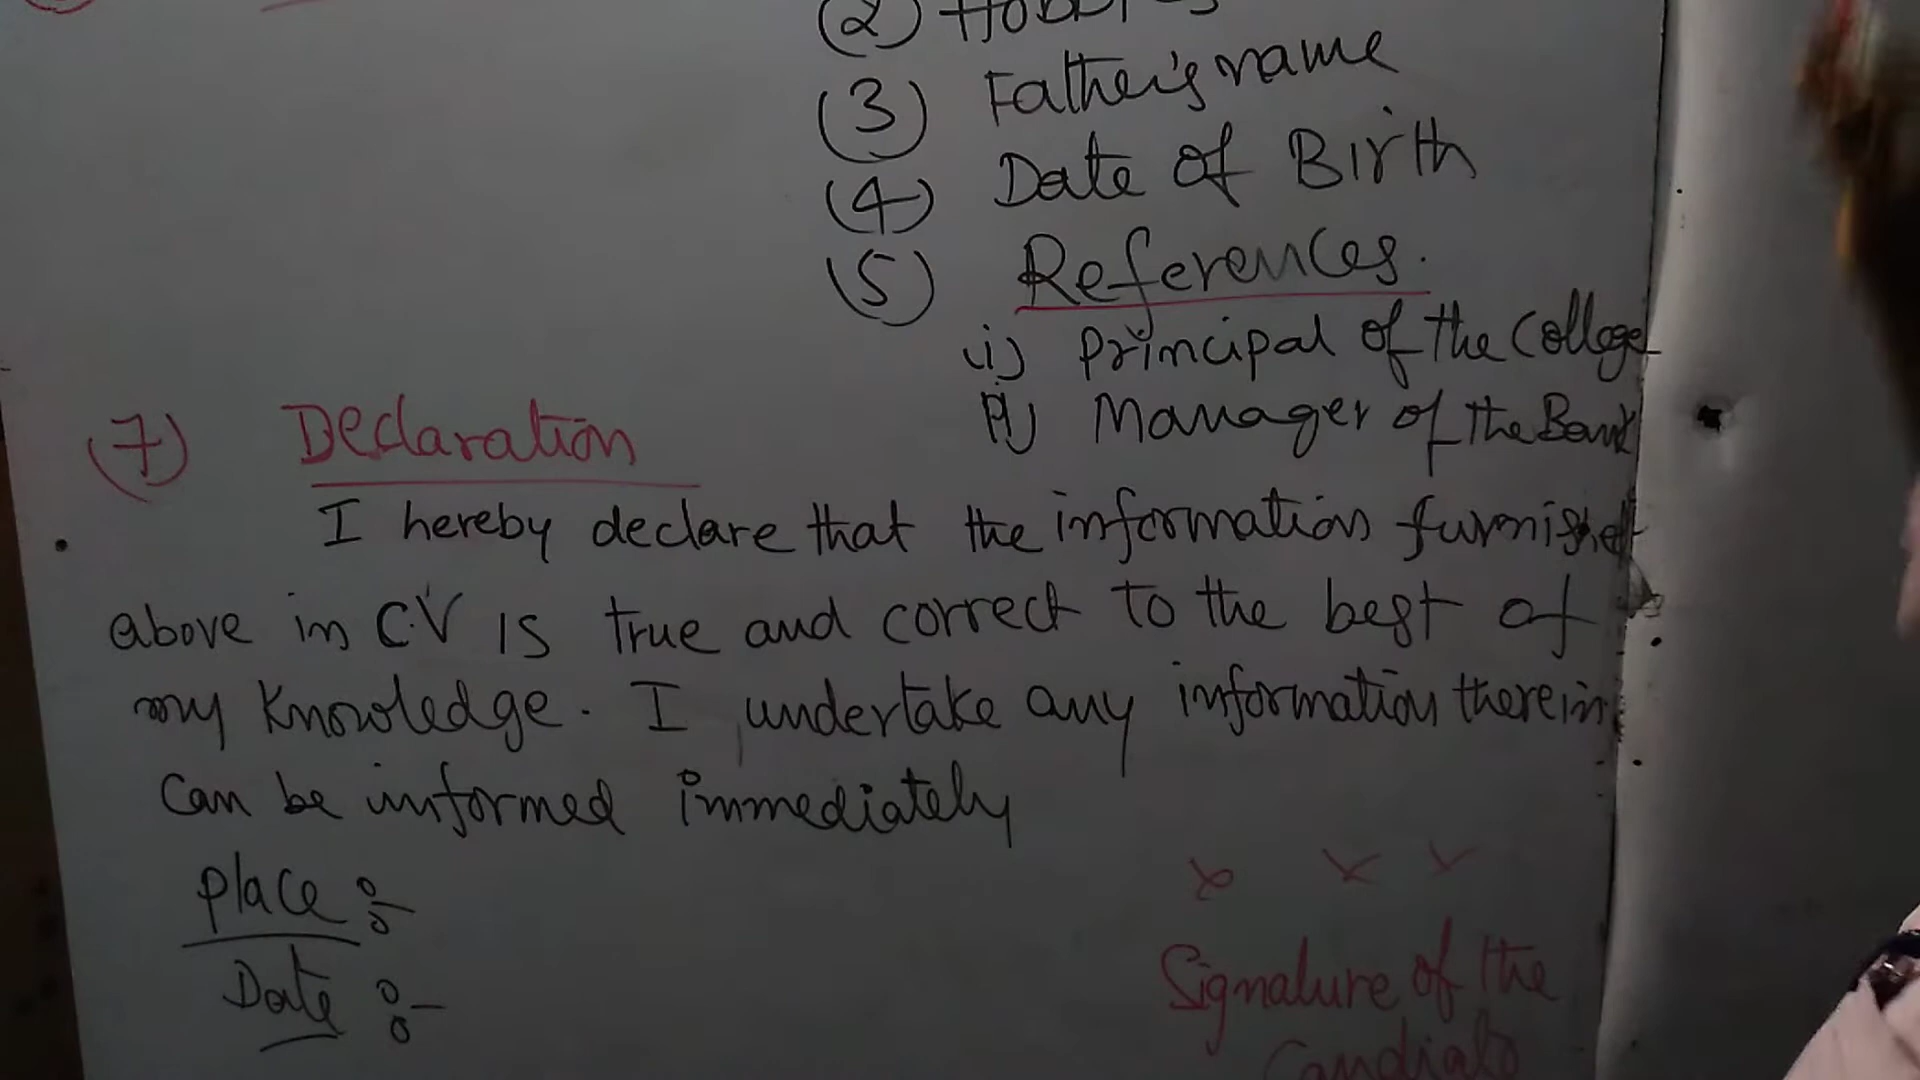 (2) Hobbies
(3) Father's name
(4) Date of Birth
(5) References.
(i) Principal of the College
ii) Manager of the Bank
(7) Declaration
I hereby declare that the information furnished
above in C.V is true and correct to the best of
my knowledge. I undertake any information therein
can be informed immediately
Place :-
Date :-
x x x
Signature of the